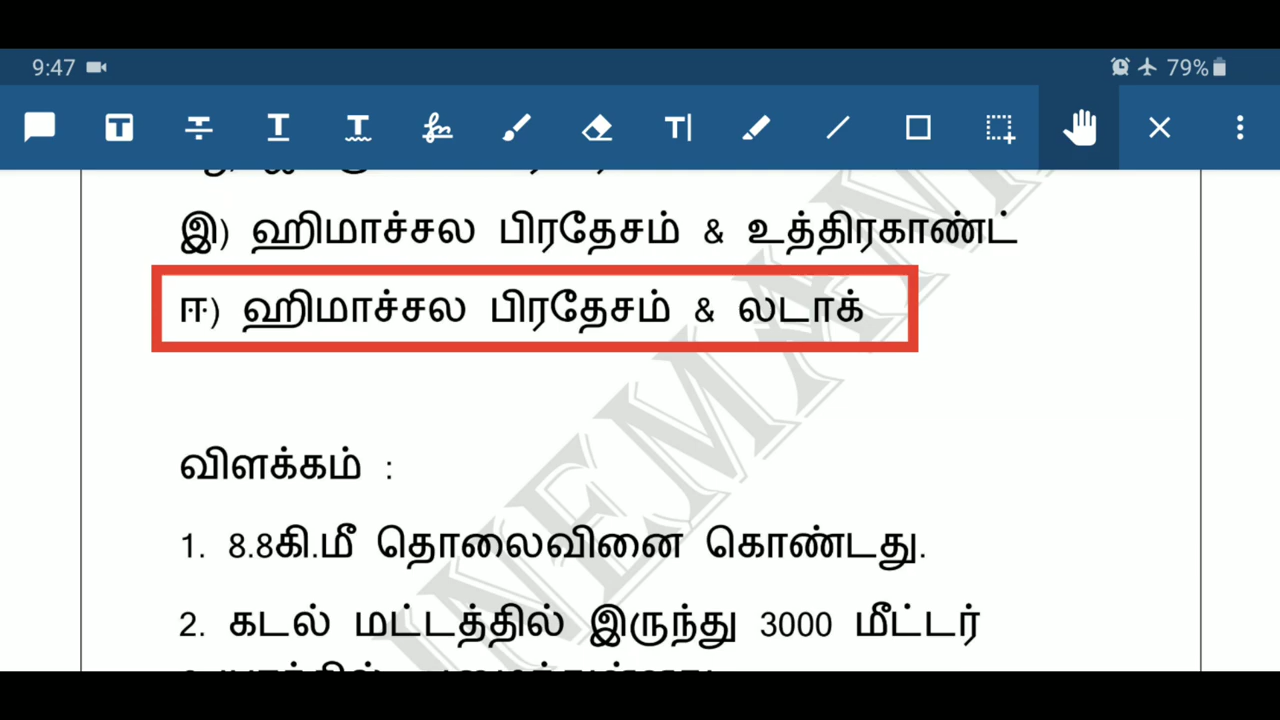 9:47
79%
இ) ஹிமாச்சல பிரதேசம் & உத்திரகாண்ட்
ஈ) ஹிமாச்சல பிரதேசம் & லடாக்
விளக்கம் :
1. 8.8கி.மீ தொலைவினை கொண்டது.
2. கடல் மட்டத்தில் இருந்து 3000 மீட்டர்